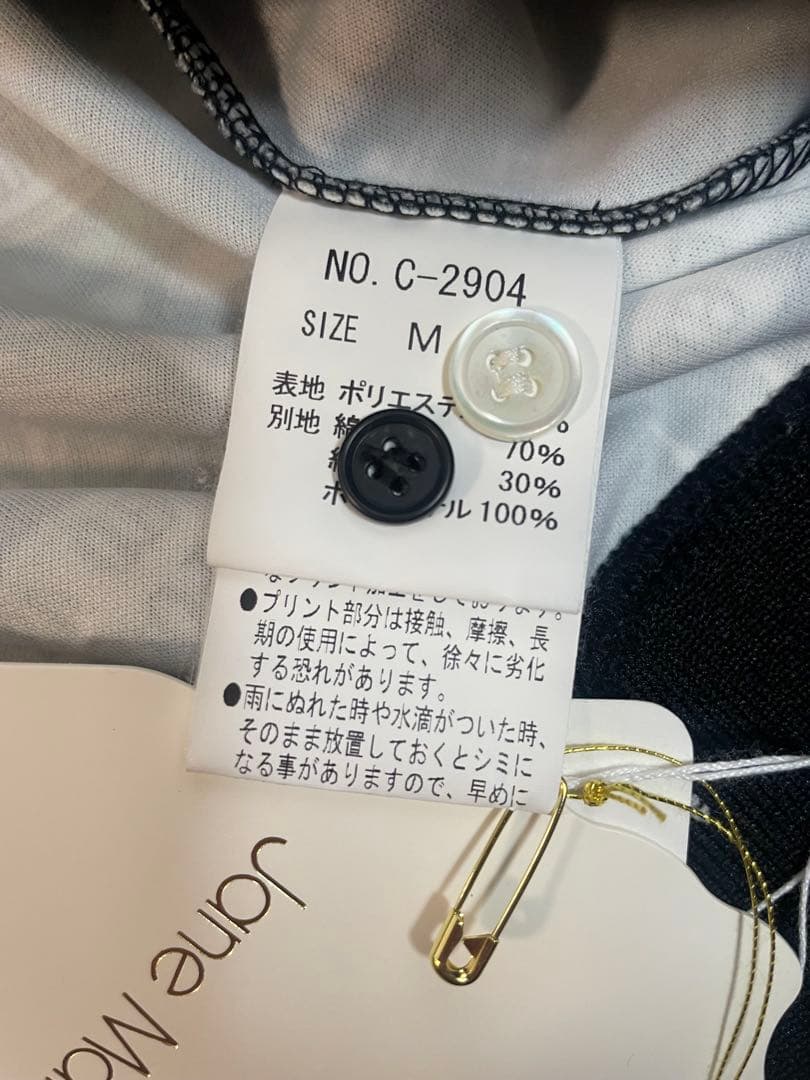 NO. C-2904
SIZE M
表地 ポリエステ %
別地 綿
70%
30%
ル 100%
●プリント部分は接触、摩擦、長
期の使用によって、徐々に劣化
する恐れがあります。
●雨にぬれた時や水滴がついた時、
そのまま放置しておくとシミに
なる事がありますので、早めに
Jane Ma